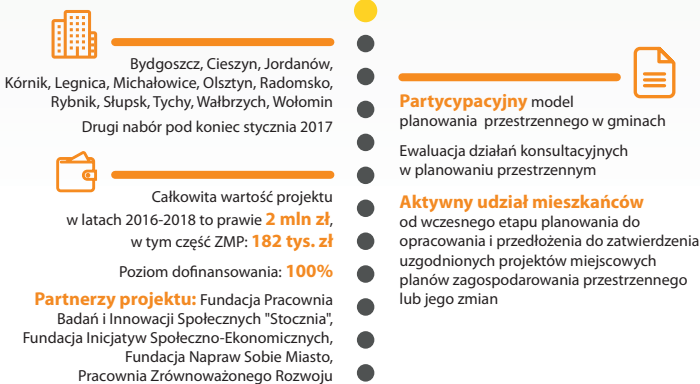 Bydgoszcz, Cieszyn, Jordanów,
Kórnik, Legnica, Michałowice, Olsztyn, Radomsko,
Rybnik, Słupsk, Tychy, Wałbrzych, Wołomin
Drugi nabór pod koniec stycznia 2017
Całkowita wartość projektu
w latach 2016-2018 to prawie 2 mln zł,
w tym część ZMP: 182 tys. zł
Poziom dofinansowania: 100%
Partnerzy projektu: Fundacja Pracownia
Badań i Innowacji Społecznych "Stocznia",
Fundacja Inicjatyw Społeczno-Ekonomicznych,
Fundacja Napraw Sobie Miasto,
Pracownia Zrównoważonego Rozwoju
Partycypacyjny model
planowania przestrzennego w gminach
Ewaluacja działań konsultacyjnych
w planowaniu przestrzennym
Aktywny udział mieszkańców
od wczesnego etapu planowania do
opracowania i przedłożenia do zatwierdzenia
uzgodnionych projektów miejscowych
planów zagospodarowania przestrzennego
lub jego zmian